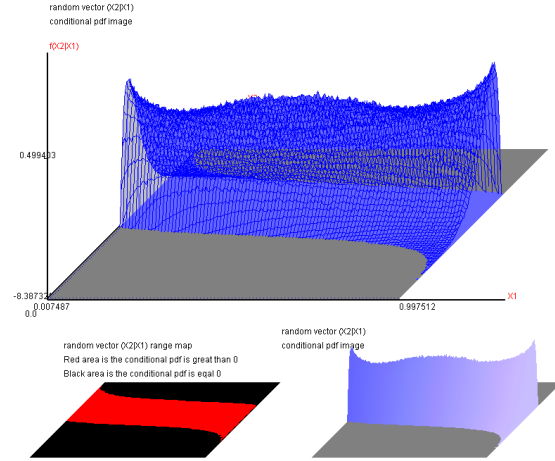 random vector (X2|X1)
conditional pdf image
f(X2|X1)
0.499403
-8.387321
0.007487
0.997512
X1
0.0
random vector (X2|X1) range map
Red area is the conditional pdf is great than 0
Black area is the conditional pdf is eqal 0
random vector (X2|X1)
conditional pdf image